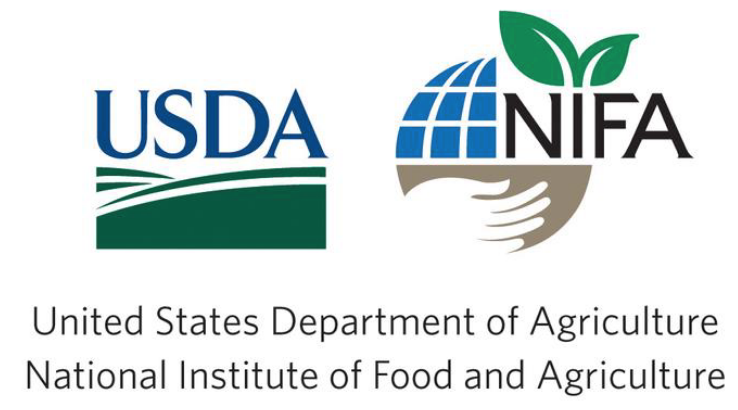 USDA
NIFA
United States Department of Agriculture
National Institute of Food and Agriculture